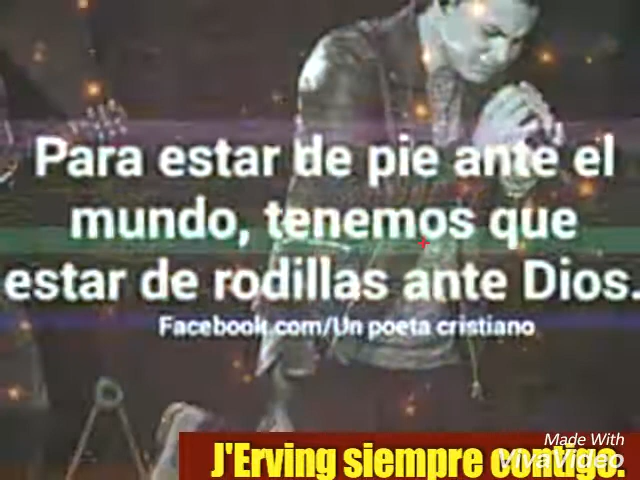 Para estar de pie ante el
mundo, tenemos que
estar de rodillas ante Dios.
Facebook.com/Un poeta cristiano
Made With
VivaVideo
J'Erving siempre contigo.